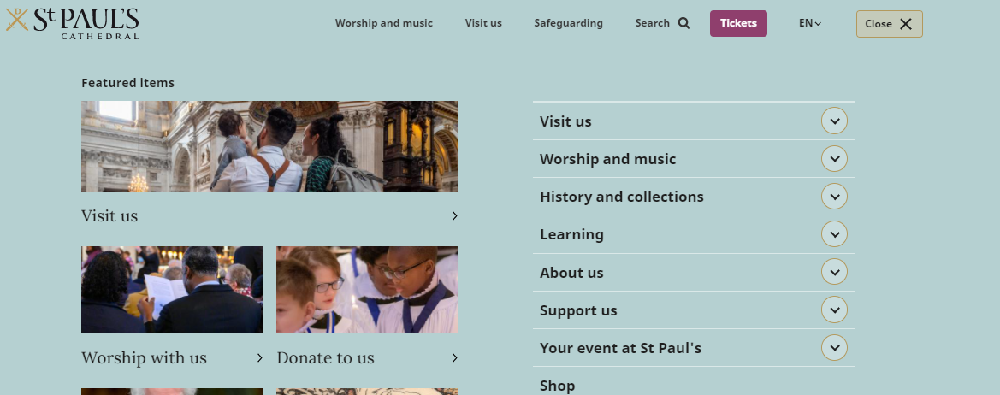 St PAUL'S
CATHEDRAL
Worship and music
Visit us
Safeguarding
Search
Tickets
EN
Close
Featured items
Visit us
Worship with us
Donate to us
Visit us
Worship and music
History and collections
Learning
About us
Support us
Your event at St Paul's
Shop